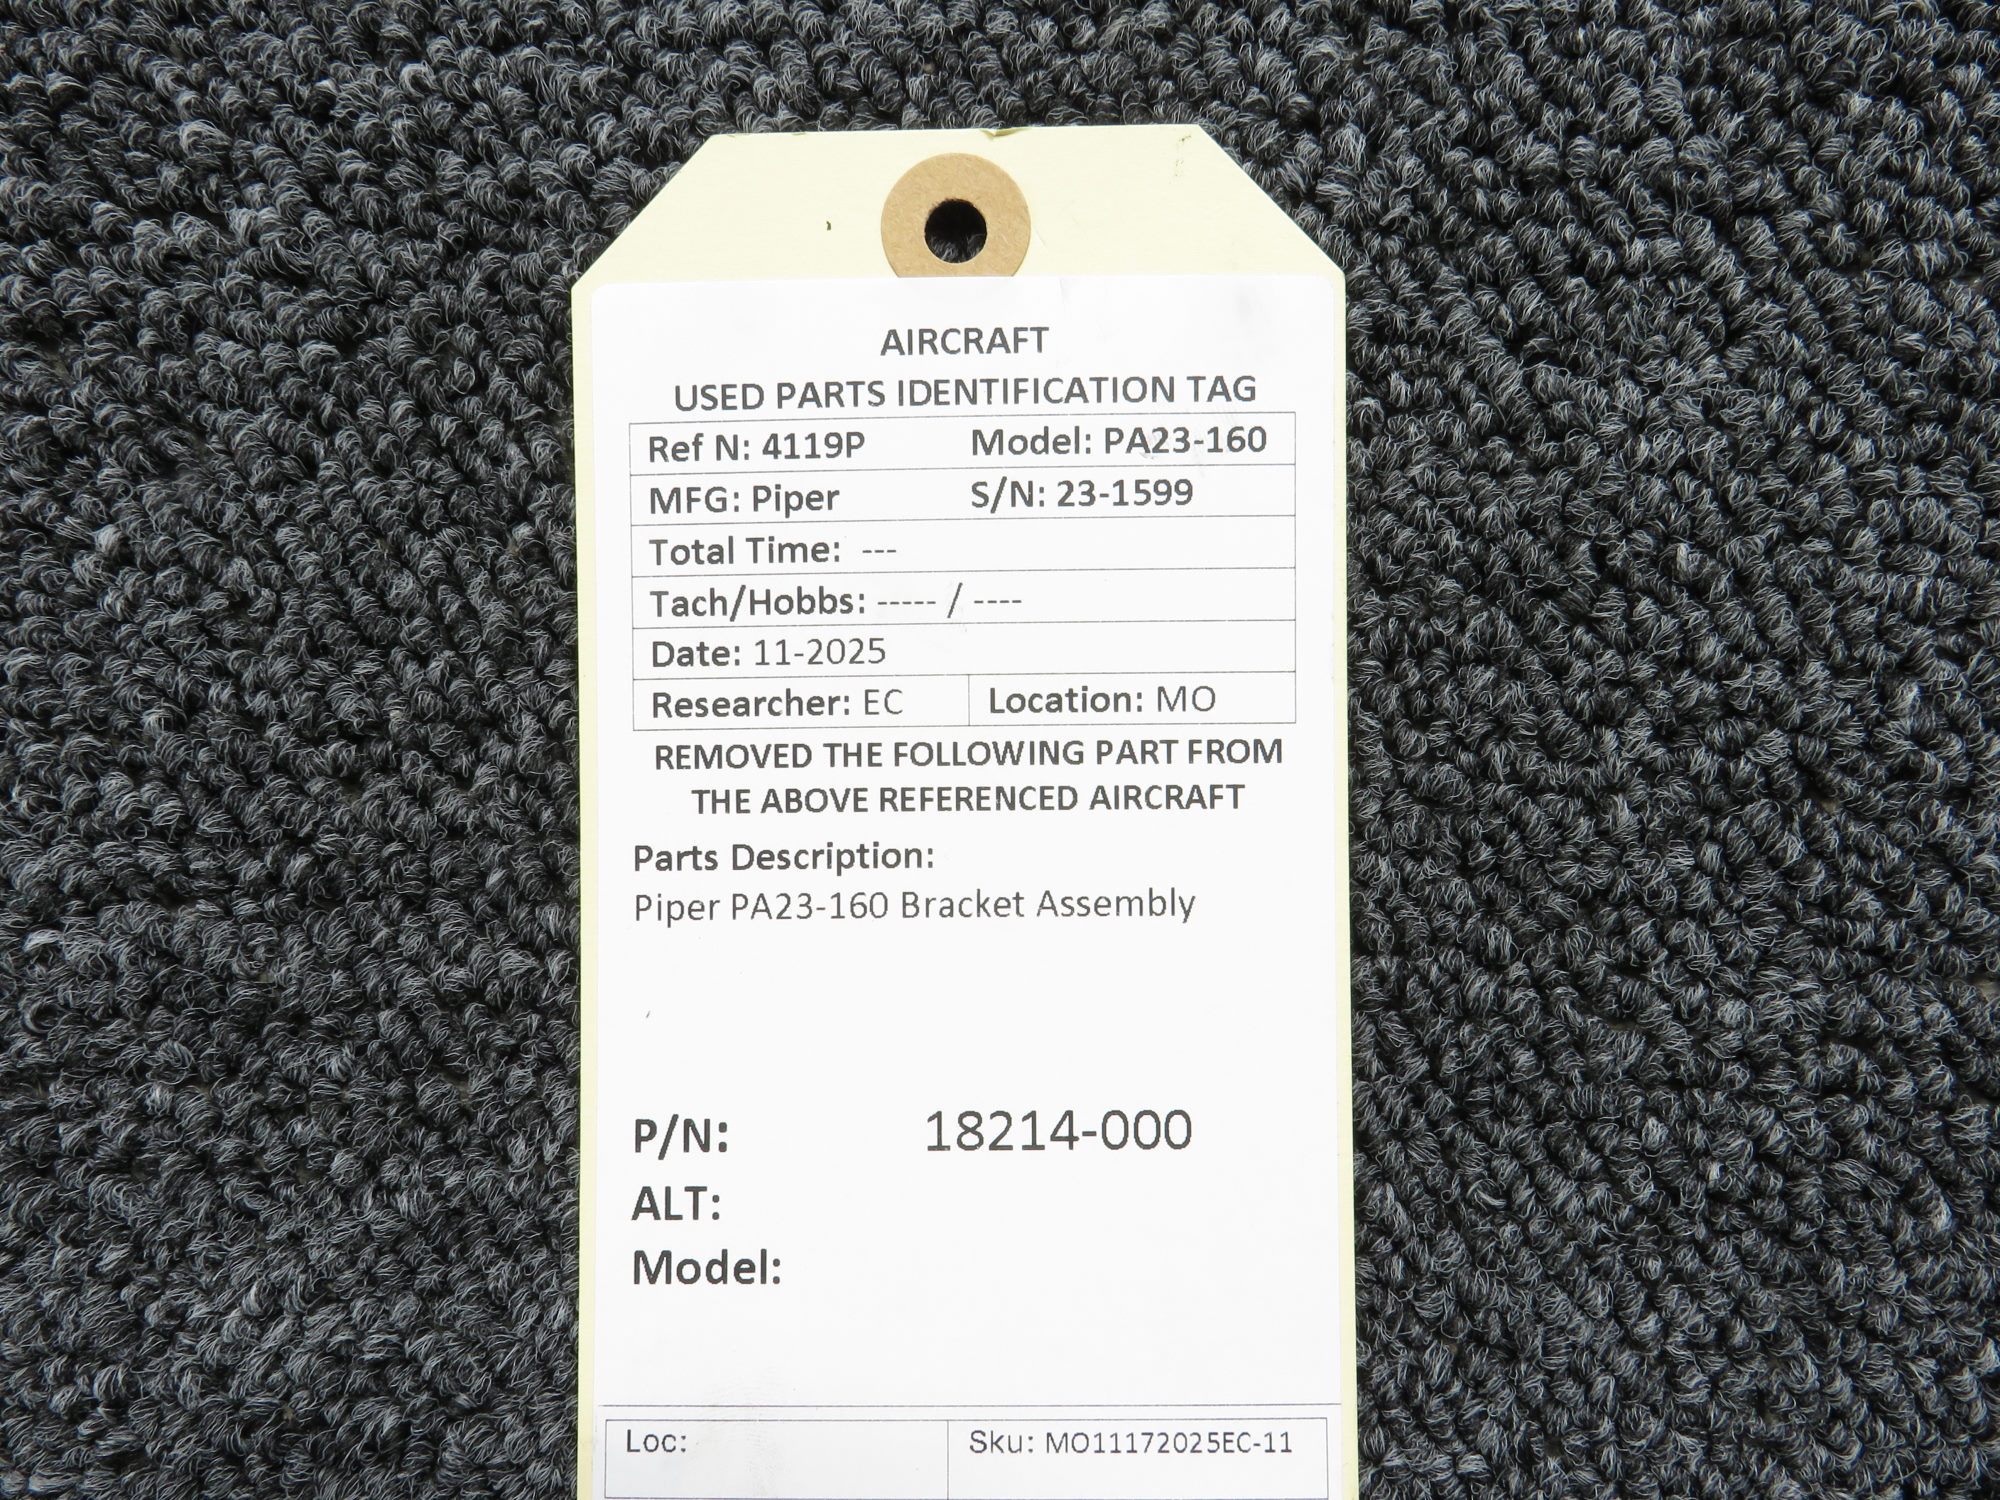 AIRCRAFT
USED PARTS IDENTIFICATION TAG
Ref N: 4119P Model: PA23-160
MFG: Piper S/N: 23-1599
Total Time: ---
Tach/Hobbs: ----- / ----
Date: 11-2025
Researcher: EC Location: MO
REMOVED THE FOLLOWING PART FROM
THE ABOVE REFERENCED AIRCRAFT
Parts Description:
Piper PA23-160 Bracket Assembly
P/N: 18214-000
ALT:
Model:
Loc: Sku: MO11172025EC-11